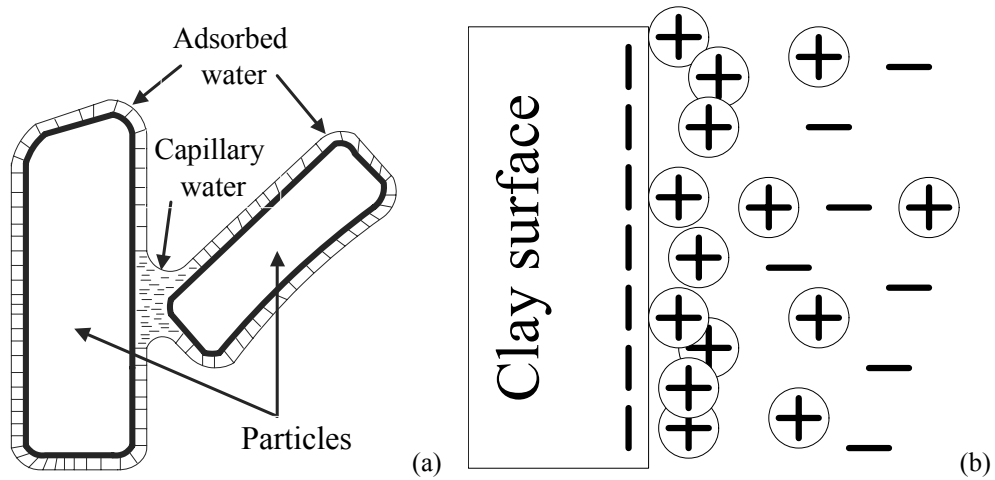 Adsorbed
water
Capillary
water
Particles
(a)
Clay surface
(b)